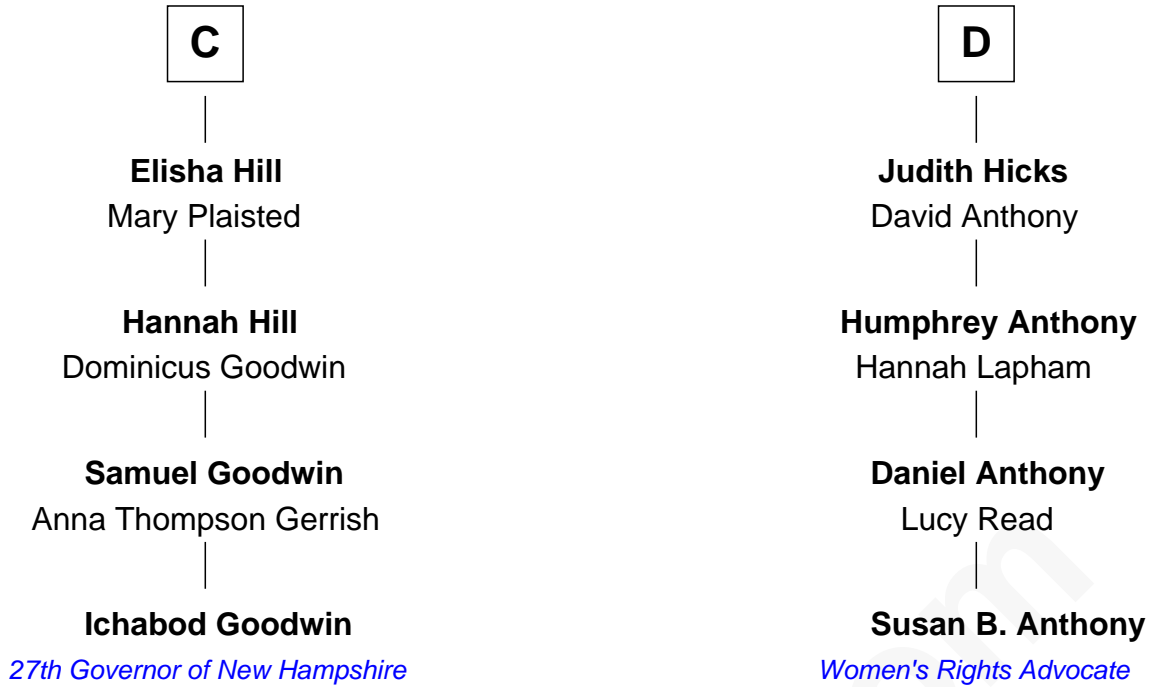 C
Elisha Hill
Mary Plaisted
Hannah Hill
Dominicus Goodwin
Samuel Goodwin
Anna Thompson Gerrish
Ichabod Goodwin
27th Governor of New Hampshire
D
Judith Hicks
David Anthony
Humphrey Anthony
Hannah Lapham
Daniel Anthony
Lucy Read
Susan B. Anthony
Women's Rights Advocate